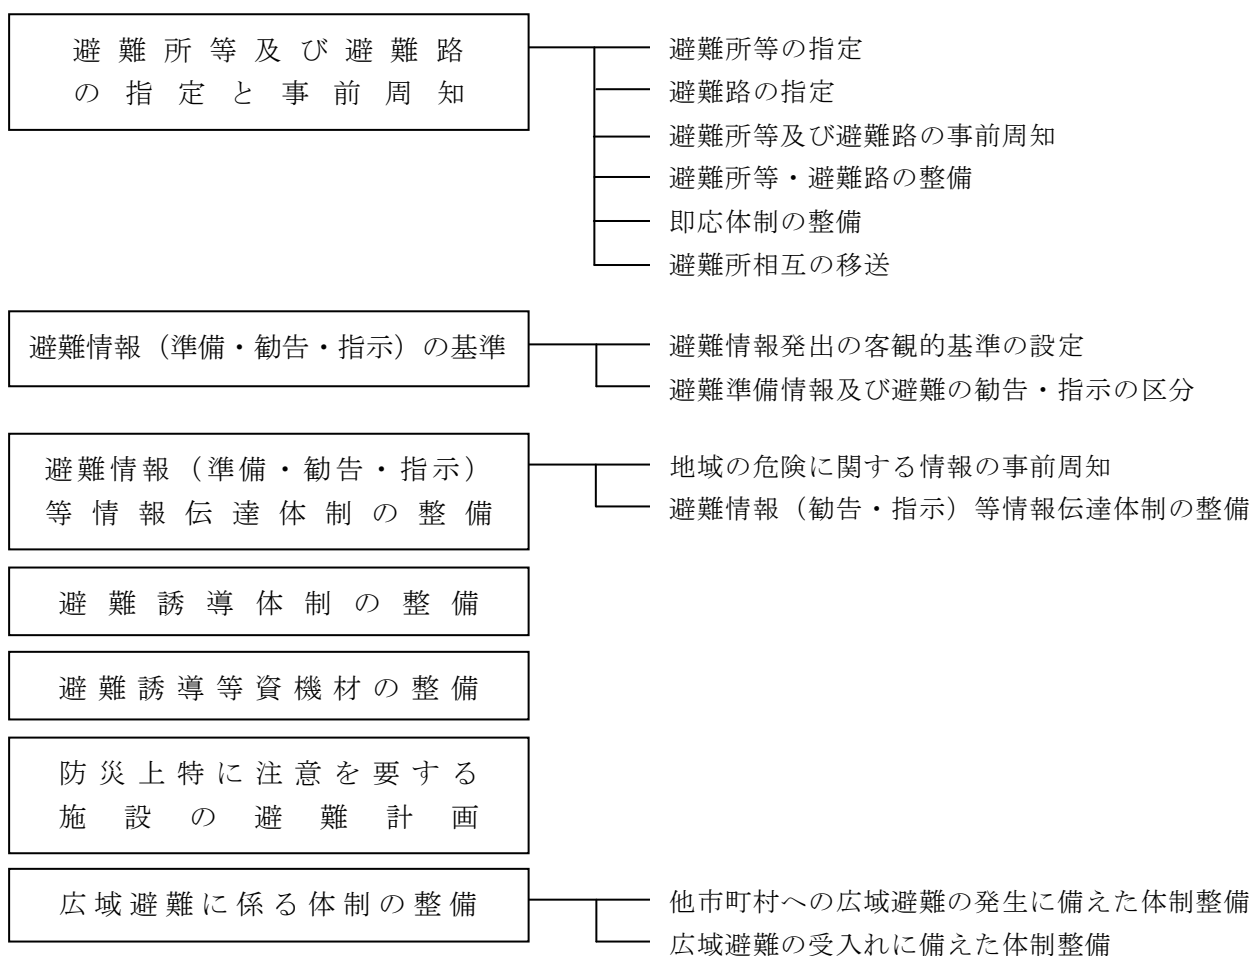 避難所等及び避難路
の指定と事前周知
避難所等の指定
避難路の指定
避難所等及び避難路の事前周知
避難所等・避難路の整備
即応体制の整備
避難所相互の移送
避難情報（準備・勧告・指示）の基準
避難情報発出の客観的基準の設定
避難準備情報及び避難の勧告・指示の区分
避難情報（準備・勧告・指示）
等情報伝達体制の整備
地域の危険に関する情報の事前周知
避難情報（勧告・指示）等情報伝達体制の整備
避難誘導体制の整備
避難誘導等資機材の整備
防災上特に注意を要する
施設の避難計画
広域避難に係る体制の整備
他市町村への広域避難の発生に備えた体制整備
広域避難の受入れに備えた体制整備